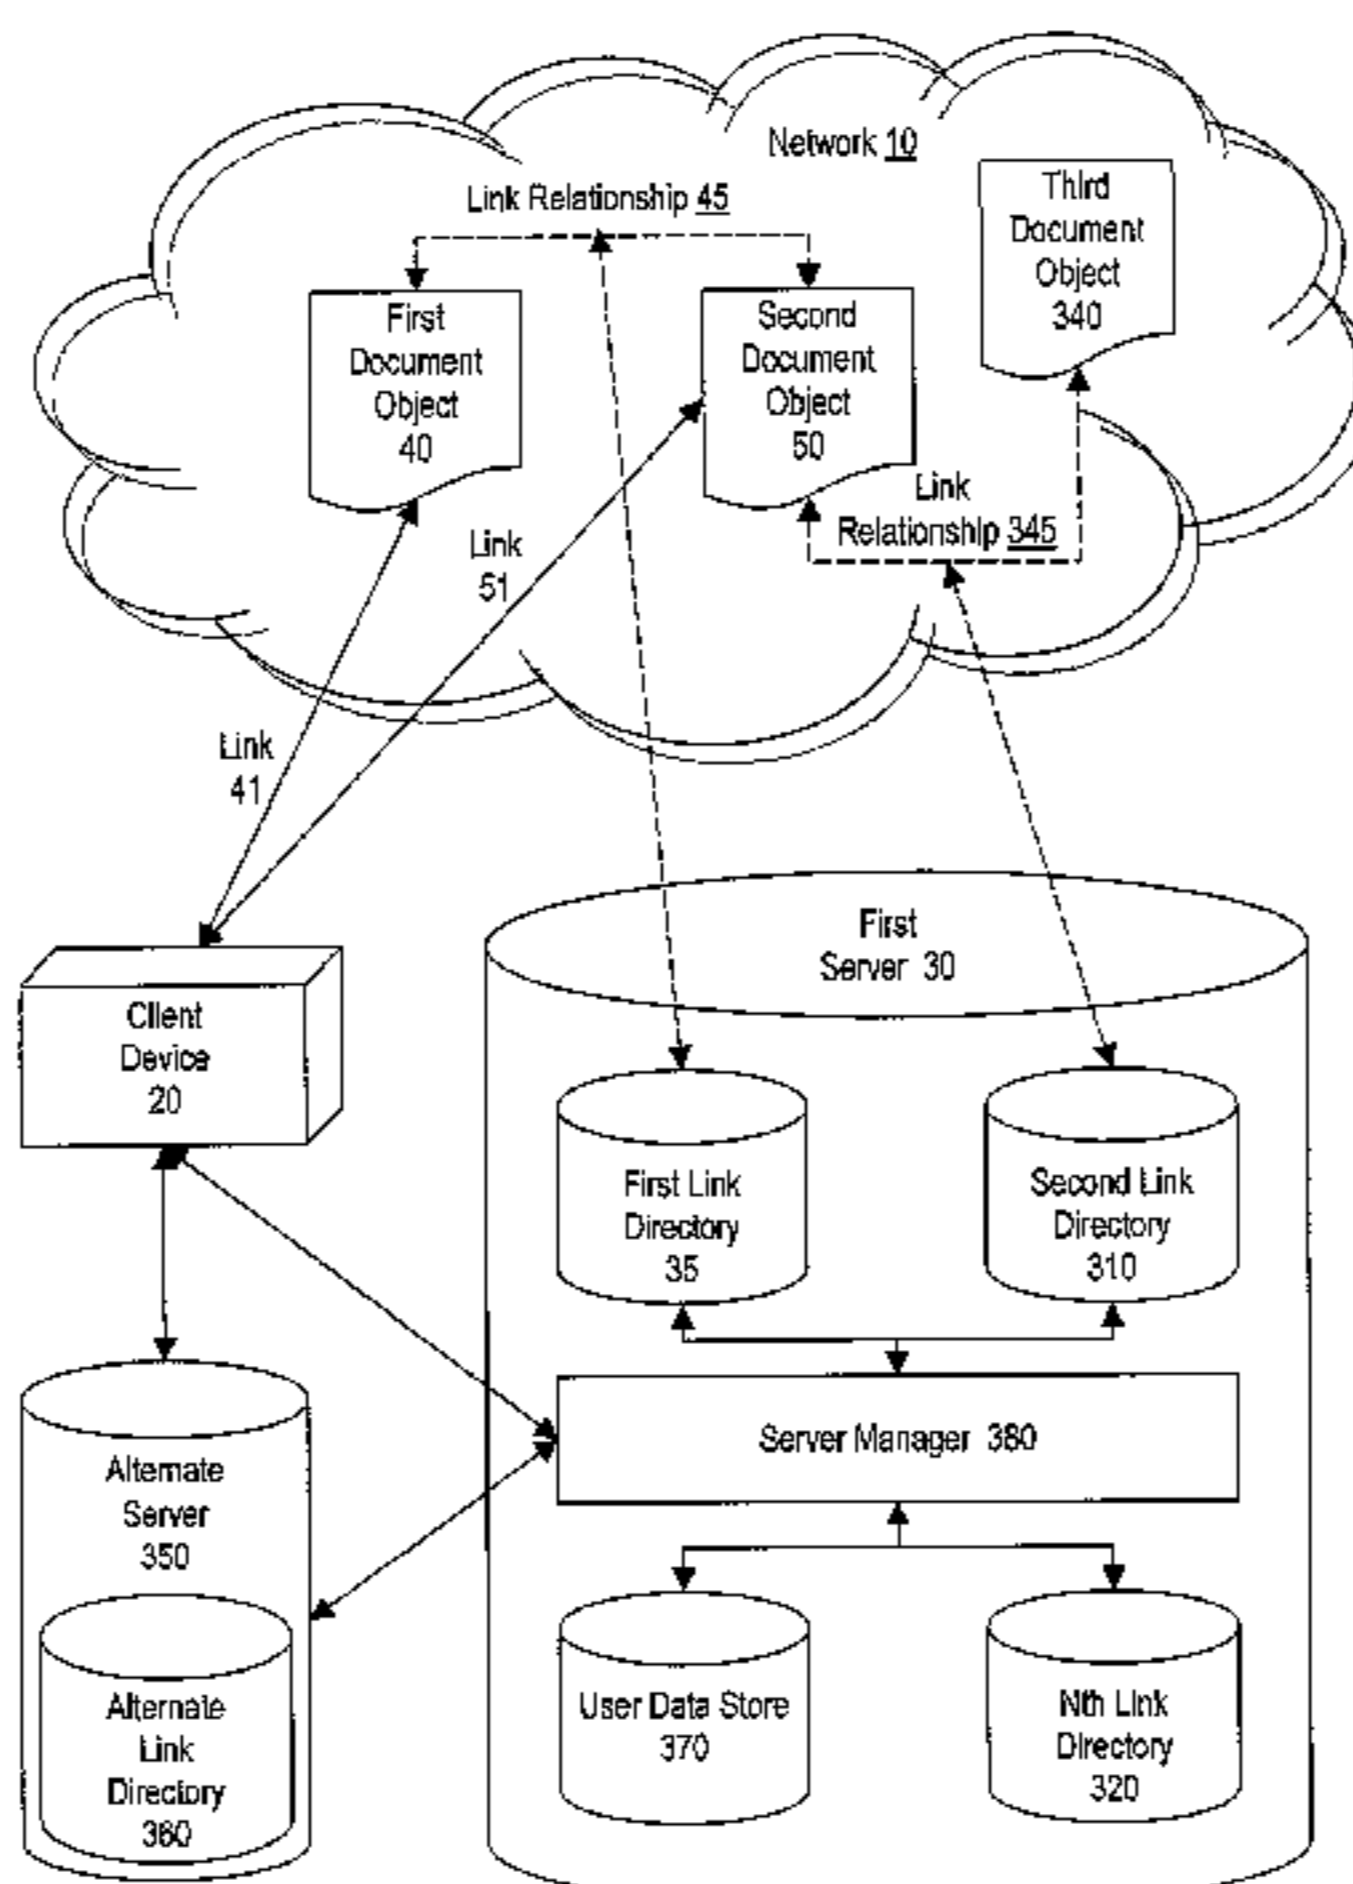 Network 10
Link Relationship 45
Third
Document
Object
340
First
Document
Object
40
Second
Document
Object
50
Link
Relationship 345
Link
51
Link
41
First
Server 30
Client
Device
20
First Link
Directory
35
Second Link
Directory
310
Server Manager 380
Alternate
Server
350
Alternate
Link
Directory
360
User Data Store
370
Nth Link
Directory
320